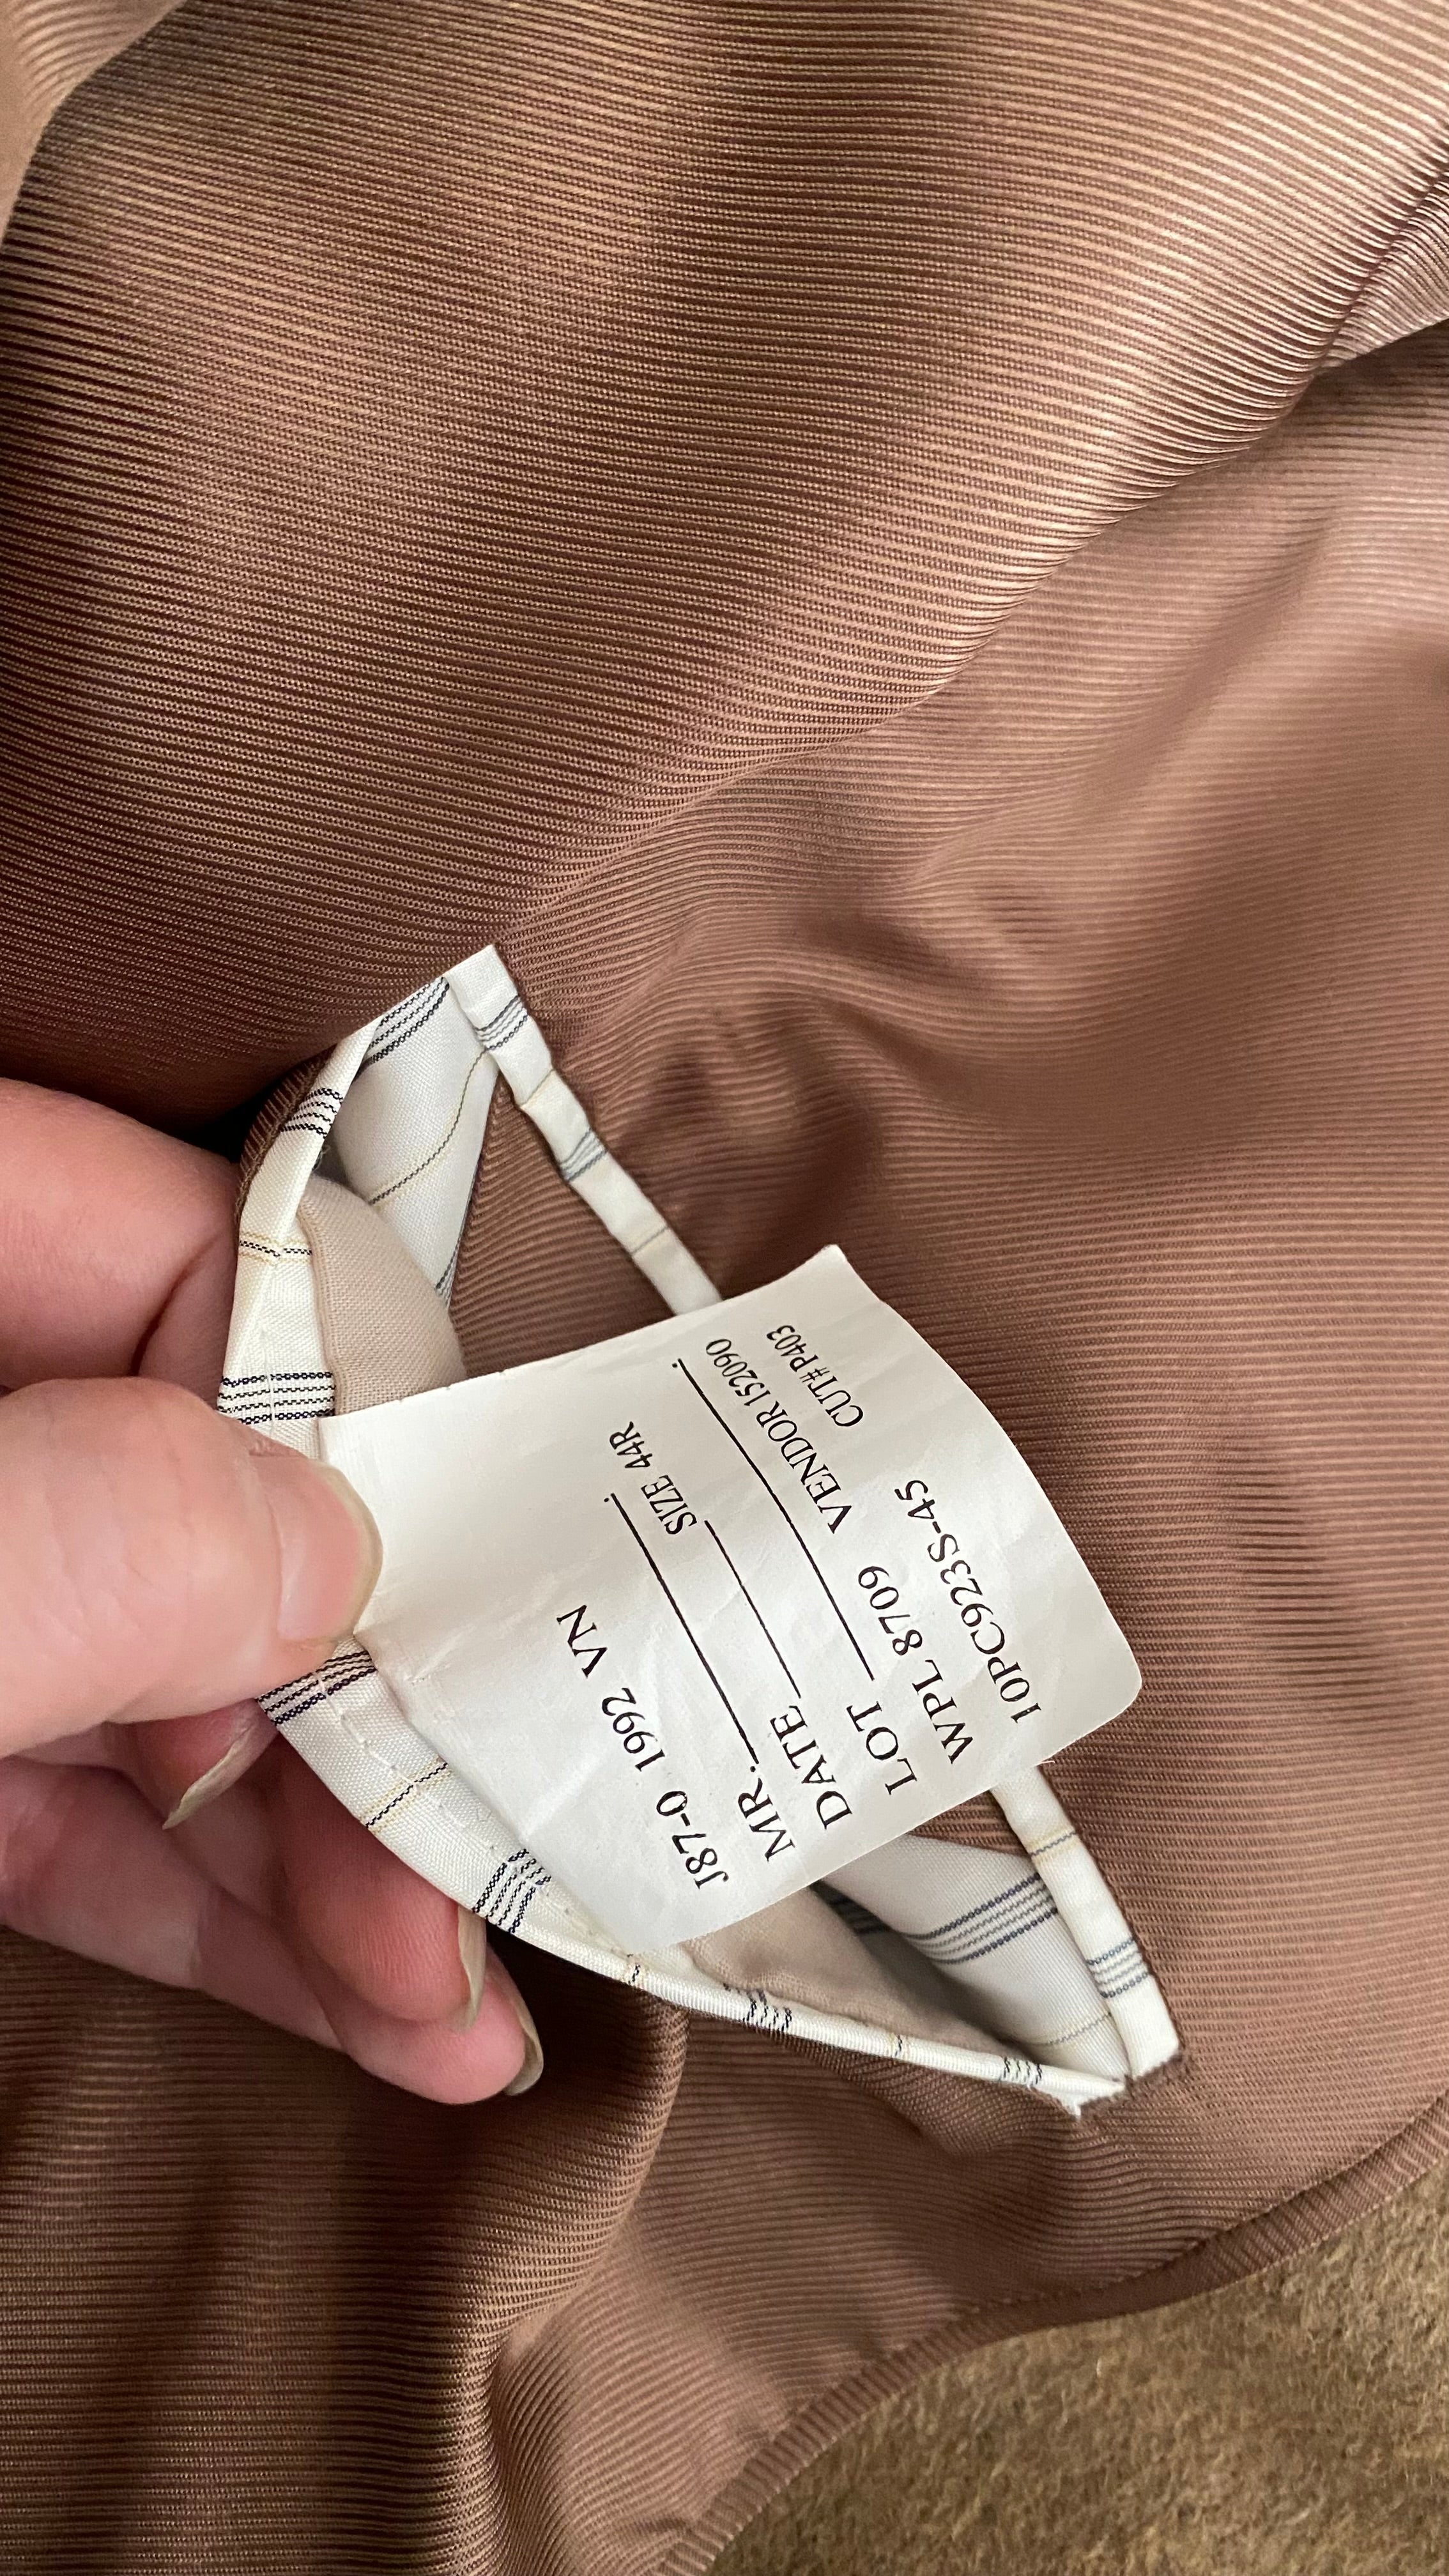 J87-0 1992 VN
MR. SIZE 44R
DATE
LOT
WPL 8709 VENDOR 152090
10PC923S-45 CUT# P403